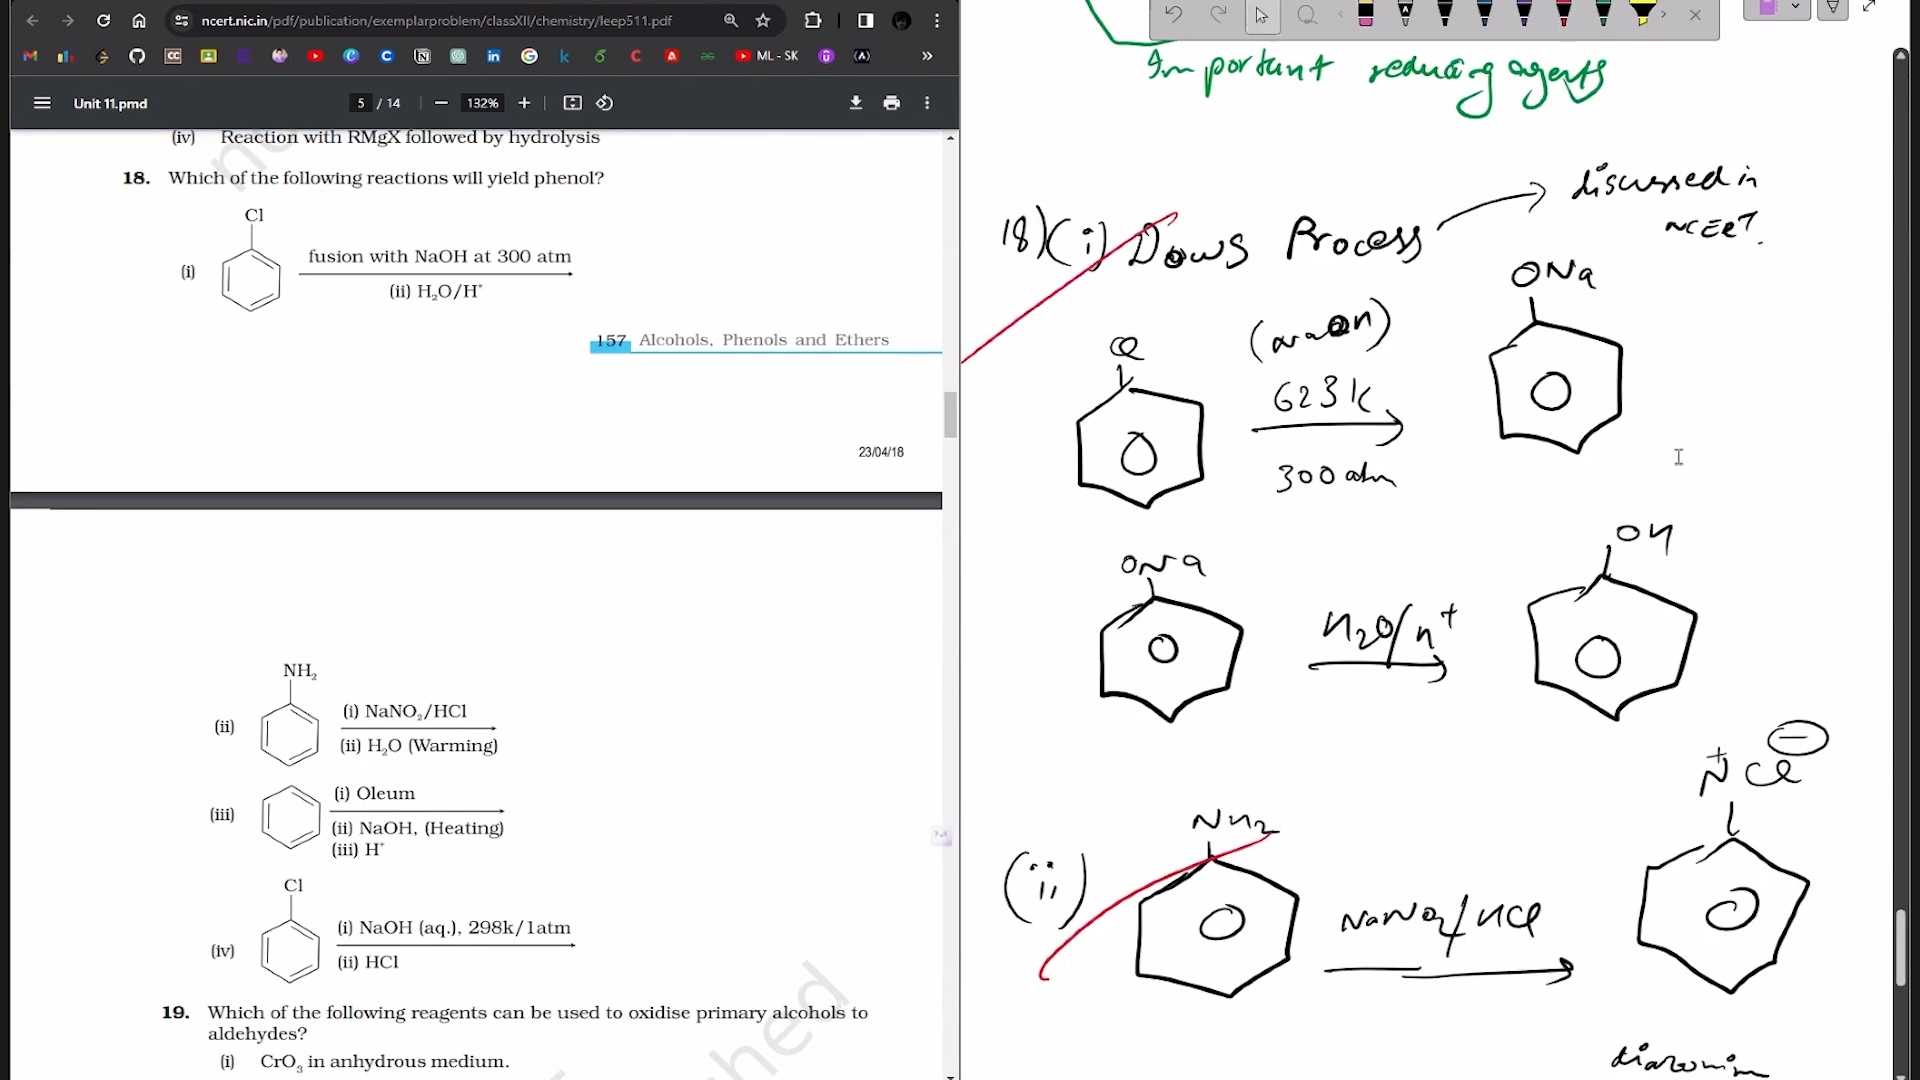 ncert.nic.in/pdf/publication/exemplarproblem/classXII/chemistry/leep511.pdf
ML - SK
Unit 11.pmd
5 / 14
132%
(iv) Reaction with RMgX followed by hydrolysis
18. Which of the following reactions will yield phenol?
Cl
(i) fusion with NaOH at 300 atm
(ii) H₂O/H⁺
157 Alcohols, Phenols and Ethers
23/04/18
NH₂
(ii) (i) NaNO₂/HCl
(ii) H₂O (Warming)
(iii) (i) Oleum
(ii) NaOH, (Heating)
(iii) H⁺
Cl
(iv) (i) NaOH (aq.), 298k/1atm
(ii) HCl
19. Which of the following reagents can be used to oxidise primary alcohols to
aldehydes?
(i) CrO₃ in anhydrous medium.
Important reducing agents
discussed in
NCERT.
18)(i) Dows Process
ONa
Cl
(NaOH)
623 K
300 atm
ONa
OH
H₂O/H⁺
N⁺ Cl⁻
(ii)
NH₂
NaNO₂/HCl